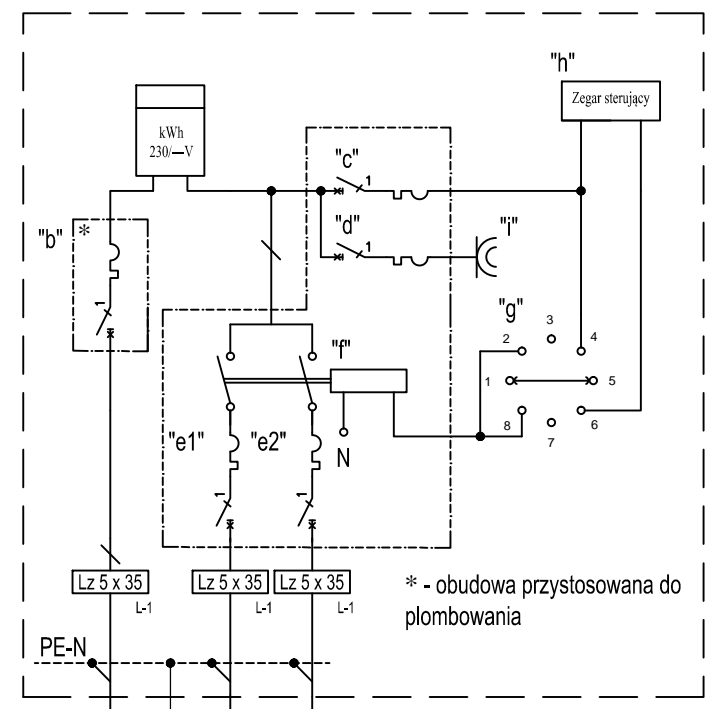 "h"
Zegar sterujący
kWh
230/—V
"c"
1
"b"
*
"d"
1
"i"
1
"g"
3
2
4
"f"
1
5
8
6
7
"e1"
"e2"
N
1
1
Lz 5 x 35
Lz 5 x 35
Lz 5 x 35
L-1
L-1
L-1
* - obudowa przystosowana do
plombowania
PE-N